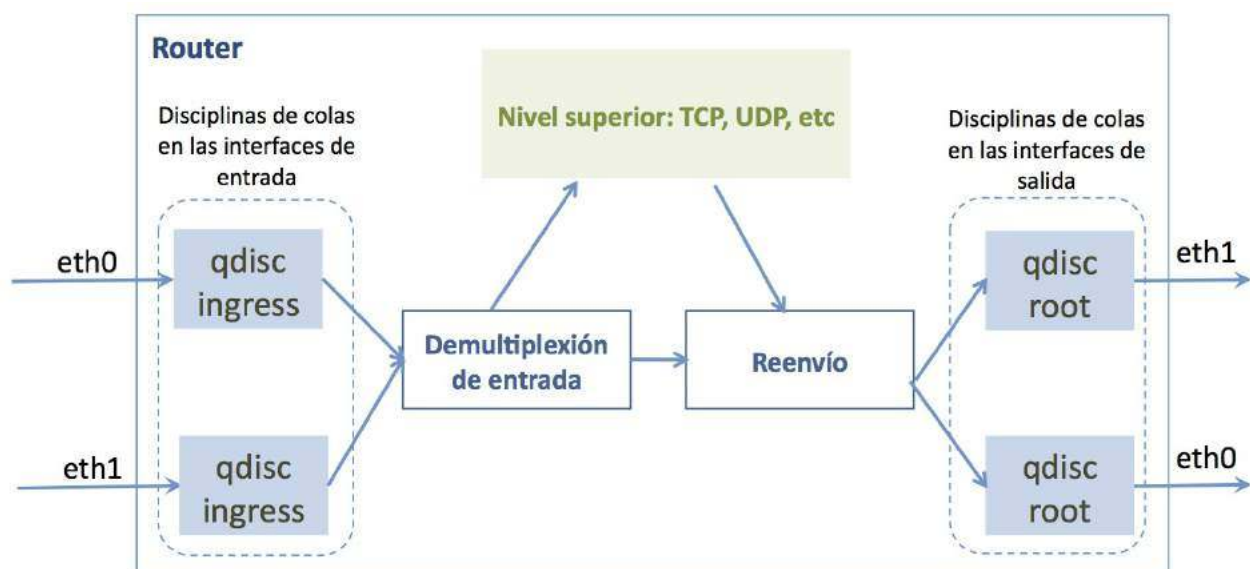 Router
Disciplinas de colas
en las interfaces de
entrada
Nivel superior: TCP, UDP, etc
Disciplinas de colas
en las interfaces de
salida
eth0
qdisc
ingress
Demultiplexión
de entrada
Reenvío
qdisc
root
eth1
eth1
qdisc
ingress
qdisc
root
eth0